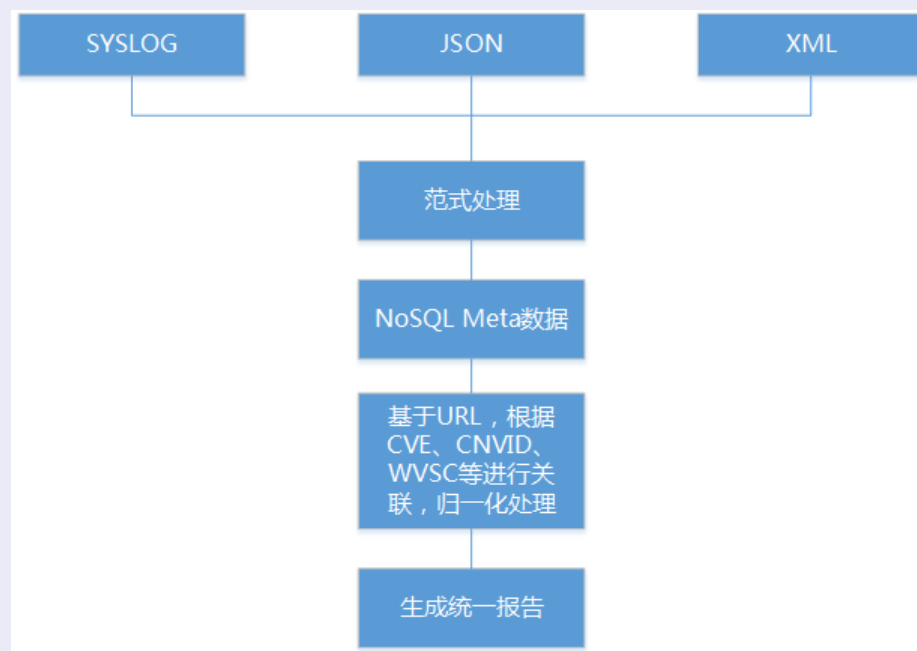 SYSLOG
JSON
XML
范式处理
NoSQL Meta数据
基于URL，根据
CVE、CNVID、
WVSC等进行关
联，归一化处理
生成统一报告